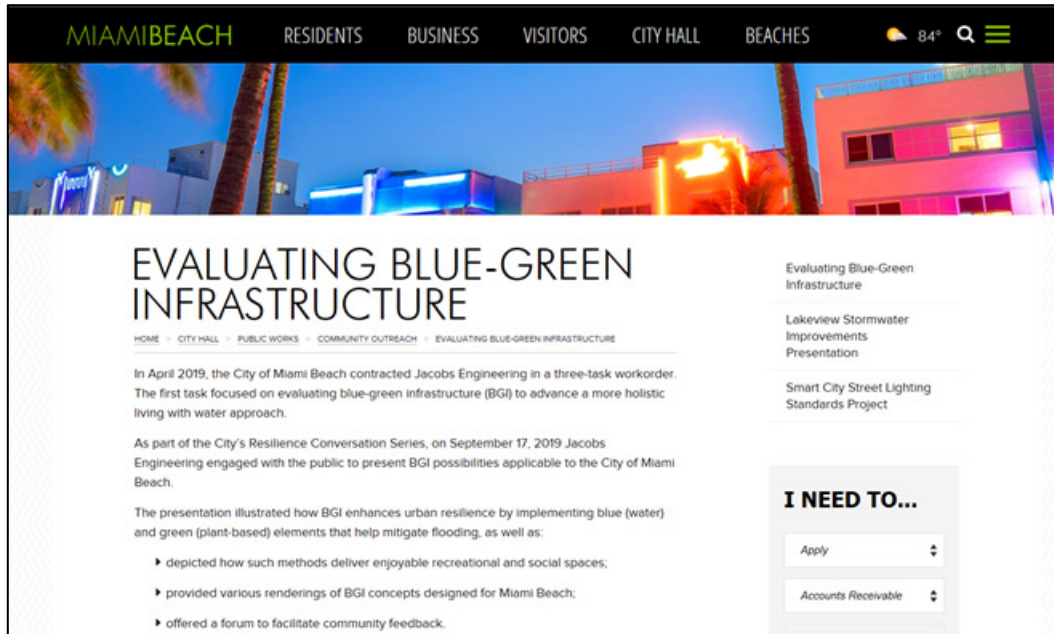 MIAMIBEACH RESIDENTS BUSINESS VISITORS CITY HALL BEACHES 84°
EVALUATING BLUE-GREEN
INFRASTRUCTURE
HOME > CITY HALL > PUBLIC WORKS > COMMUNITY OUTREACH > EVALUATING BLUE-GREEN INFRASTRUCTURE
In April 2019, the City of Miami Beach contracted Jacobs Engineering in a three-task workorder.
The first task focused on evaluating blue-green infrastructure (BGI) to advance a more holistic
living with water approach.
As part of the City's Resilience Conversation Series, on September 17, 2019 Jacobs
Engineering engaged with the public to present BGI possibilities applicable to the City of Miami
Beach.
The presentation illustrated how BGI enhances urban resilience by implementing blue (water)
and green (plant-based) elements that help mitigate flooding, as well as:
depicted how such methods deliver enjoyable recreational and social spaces;
provided various renderings of BGI concepts designed for Miami Beach;
offered a forum to facilitate community feedback.
Evaluating Blue-Green
Infrastructure
Lakeview Stormwater
Improvements
Presentation
Smart City Street Lighting
Standards Project
I NEED TO...
Apply
Accounts Receivable